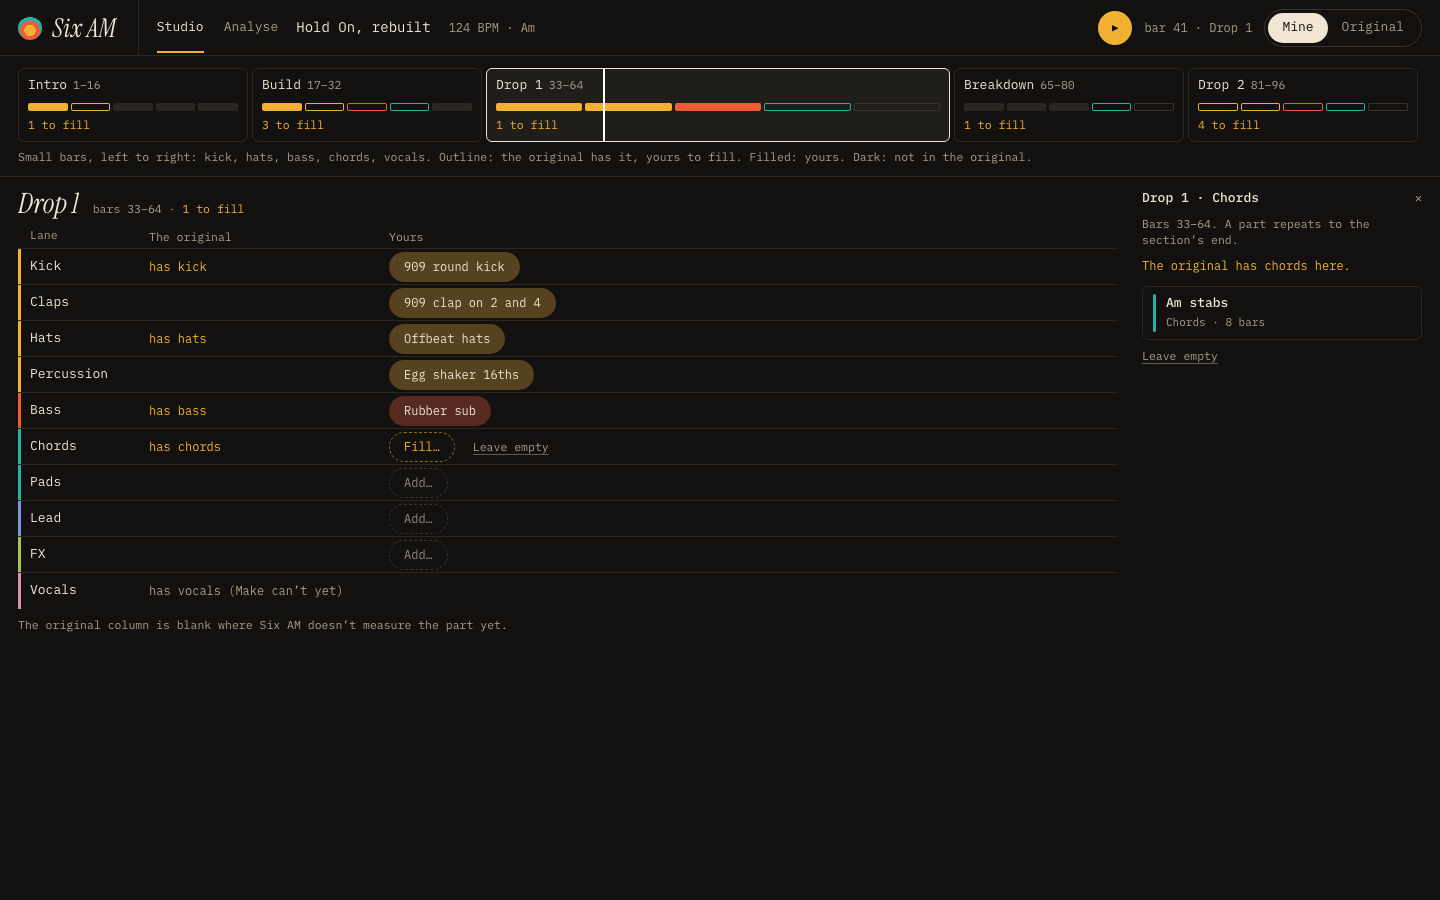 Six AM
Studio
Analyse
Hold On, rebuilt
124 BPM · Am
bar 41 · Drop 1
Mine
Original
Intro 1–16
1 to fill
Build 17–32
3 to fill
Drop 1 33–64
1 to fill
Breakdown 65–80
1 to fill
Drop 2 81–96
4 to fill
Small bars, left to right: kick, hats, bass, chords, vocals. Outline: the original has it, yours to fill. Filled: yours. Dark: not in the original.
Drop 1 bars 33–64 · 1 to fill
Lane The original Yours
Kick has kick 909 round kick
Claps 909 clap on 2 and 4
Hats has hats Offbeat hats
Percussion Egg shaker 16ths
Bass has bass Rubber sub
Chords has chords Fill… Leave empty
Pads Add…
Lead Add…
FX Add…
Vocals has vocals (Make can’t yet)
The original column is blank where Six AM doesn’t measure the part yet.
Drop 1 · Chords ×
Bars 33–64. A part repeats to the
section’s end.
The original has chords here.
Am stabs
Chords · 8 bars
Leave empty